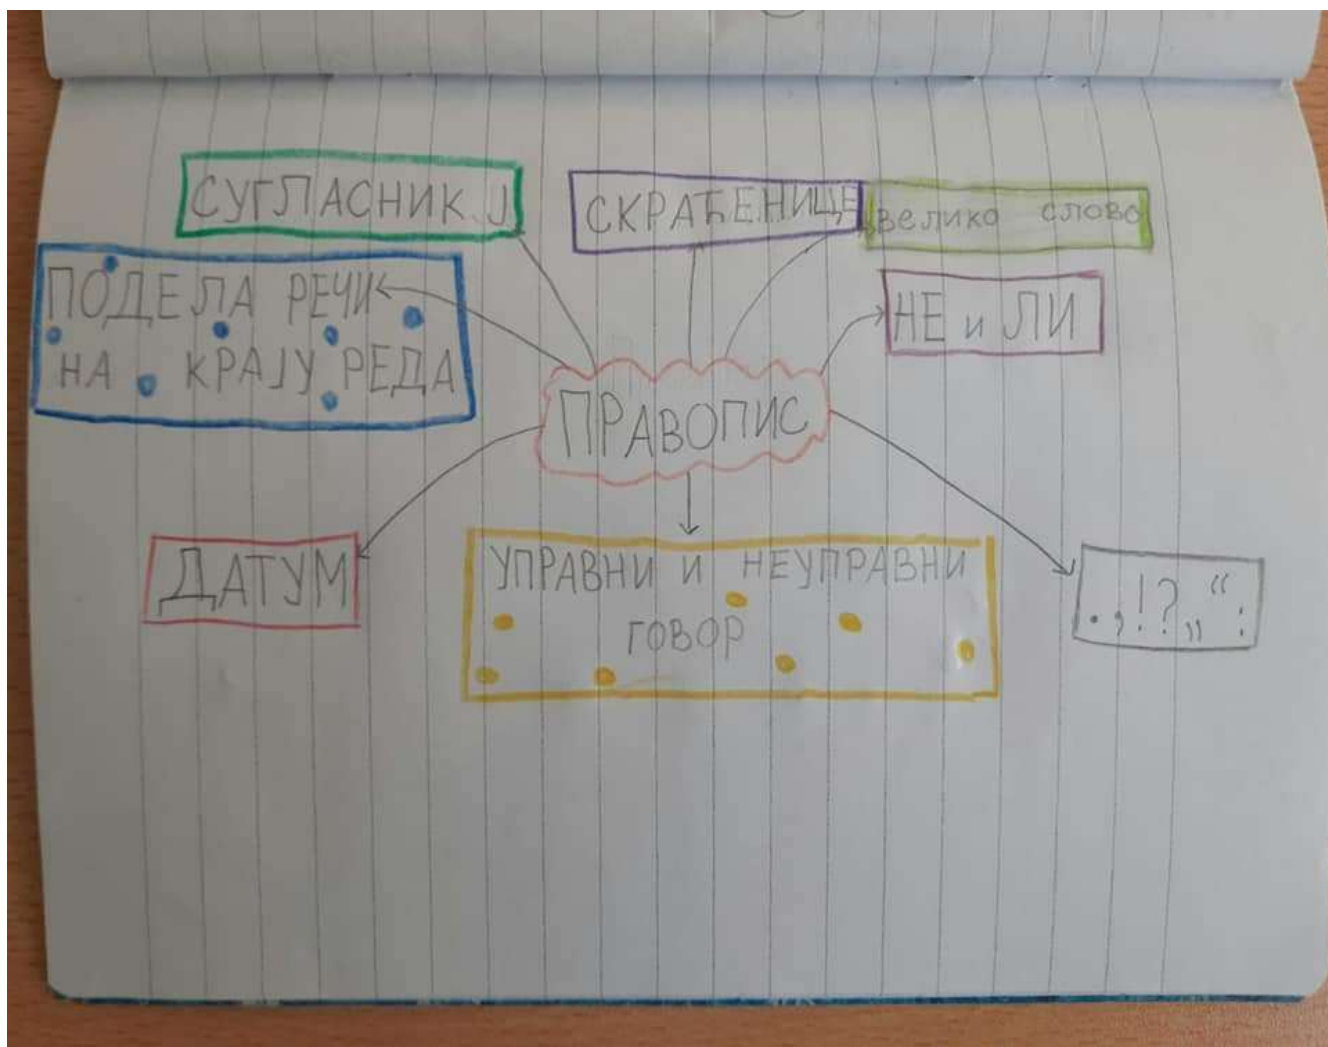 СУГЛАСНИК Ј
СКРАЋЕНИЦЕ
велико слово
ПОДЕЛА РЕЧИ
НА КРАЈУ РЕДА
НЕ и ЛИ
ПРАВОПИС
ДАТУМ
УПРАВНИ И НЕУПРАВНИ
ГОВОР
.,!?„“: